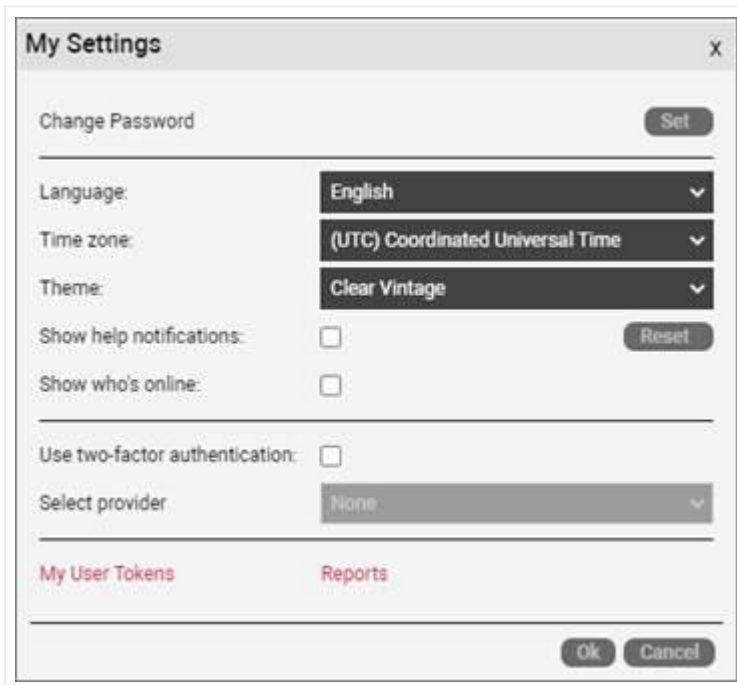 My Settings x
Change Password Set
Language: English
Time zone: (UTC) Coordinated Universal Time
Theme: Clear Vintage
Show help notifications: Reset
Show who's online:
Use two-factor authentication:
Select provider None
My User Tokens Reports
Ok Cancel